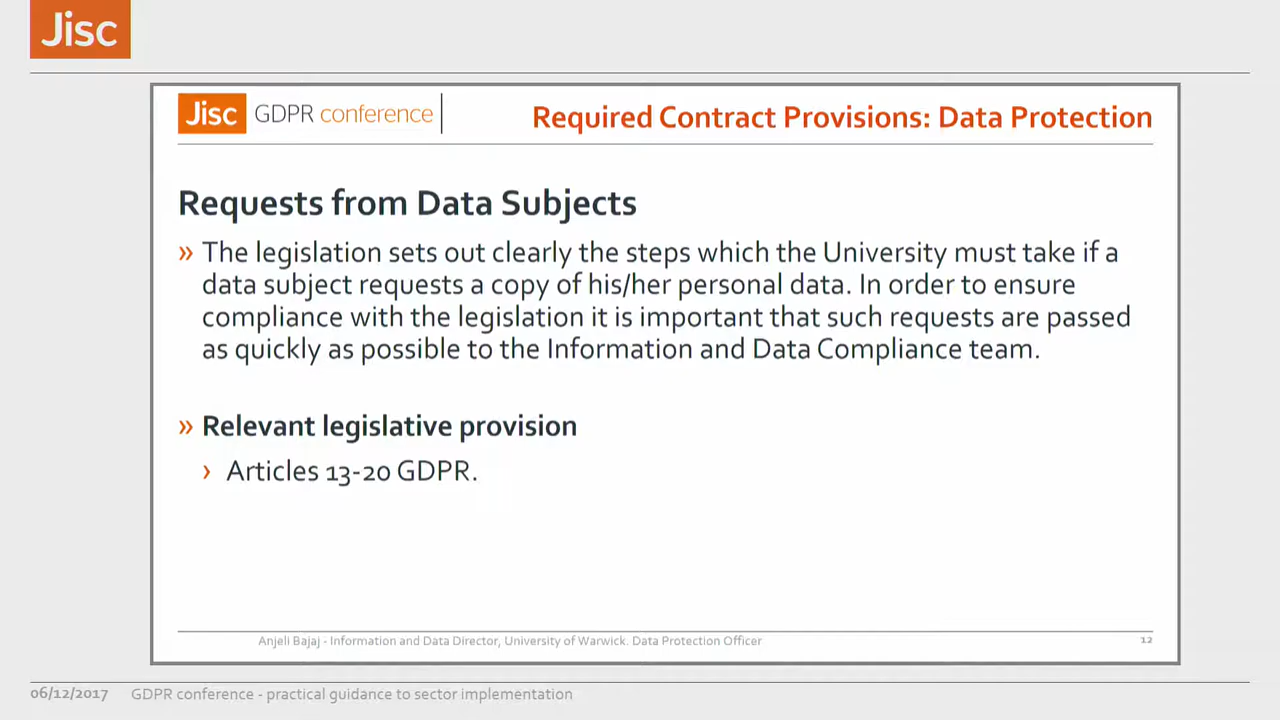 Jisc
Jisc GDPR conference
Required Contract Provisions: Data Protection
Requests from Data Subjects
» The legislation sets out clearly the steps which the University must take if a
data subject requests a copy of his/her personal data. In order to ensure
compliance with the legislation it is important that such requests are passed
as quickly as possible to the Information and Data Compliance team.
» Relevant legislative provision
› Articles 13-20 GDPR.
Anjeli Bajaj - Information and Data Director, University of Warwick. Data Protection Officer
12
06/12/2017 GDPR conference - practical guidance to sector implementation